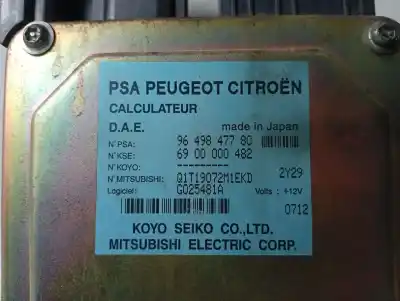 PSA PEUGEOT CITROËN
CALCULATEUR
D.A.E. made in Japan
N°PSA: 96 498 477 80
N°KSE: 69 00 000 482
N°KOYO: ----------
N°MITSUBISHI: Q1T19072M1EKD 2Y29
Logiciel: G025481A Volts : +12V
0712
KOYO SEIKO CO.,LTD.
MITSUBISHI ELECTRIC CORP.